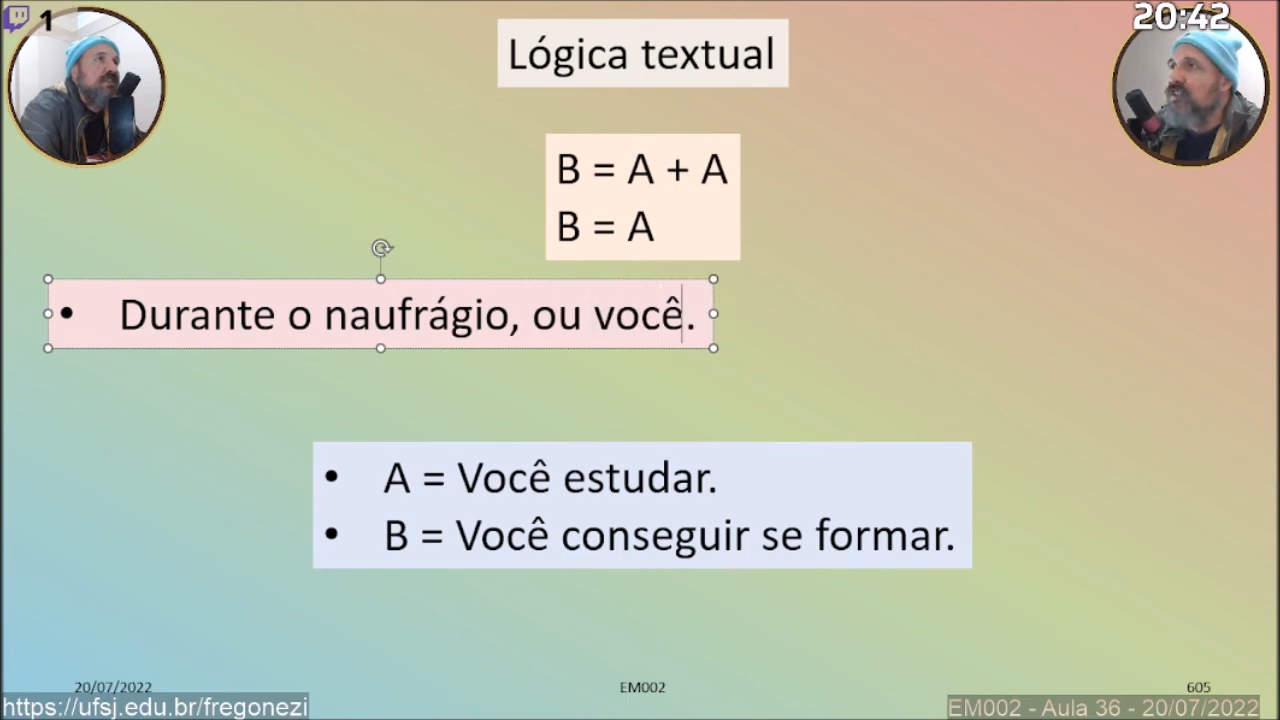 1
20:42
Lógica textual
B = A + A
B = A
• Durante o naufrágio, ou você.
• A = Você estudar.
• B = Você conseguir se formar.
20/07/2022
EM002
605
https://ufsj.edu.br/fregonezi
EM002 - Aula 36 - 20/07/2022